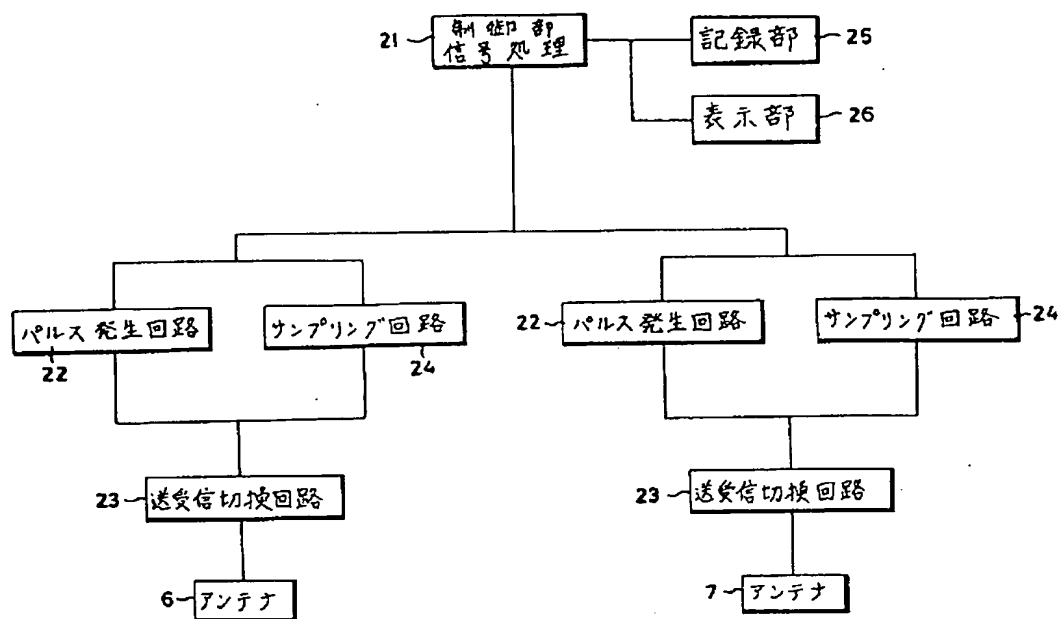 21
制御部
信号処理
記録部
25
表示部
26
パルス発生回路
22
サンプリング回路
24
22
パルス発生回路
サンプリング回路
24
23
送受信切換回路
23
送受信切換回路
6
アンテナ
7
アンテナ